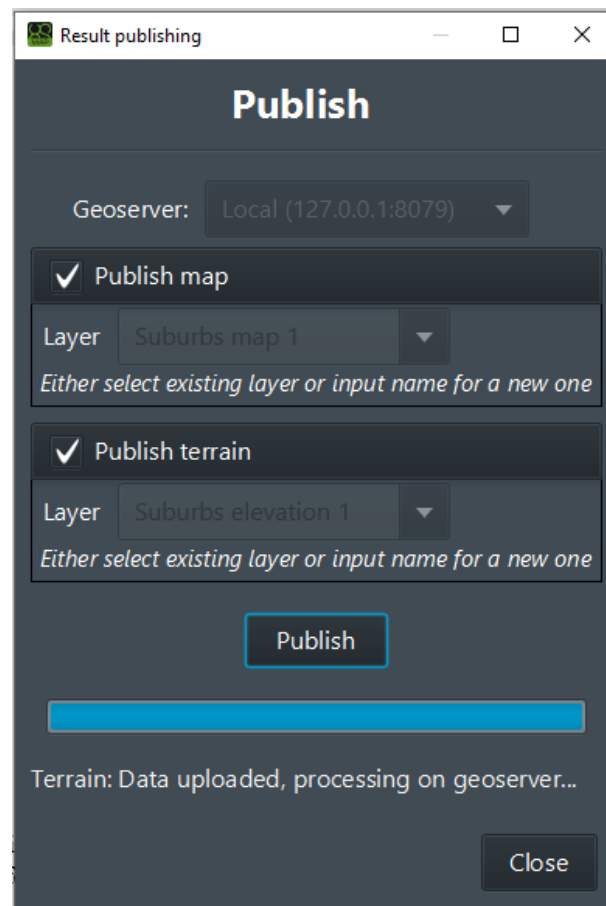 Result publishing
Publish
Geoserver: Local (127.0.0.1:8079)
Publish map
Layer Suburbs map 1
Either select existing layer or input name for a new one
Publish terrain
Layer Suburbs elevation 1
Either select existing layer or input name for a new one
Publish
Terrain: Data uploaded, processing on geoserver...
Close